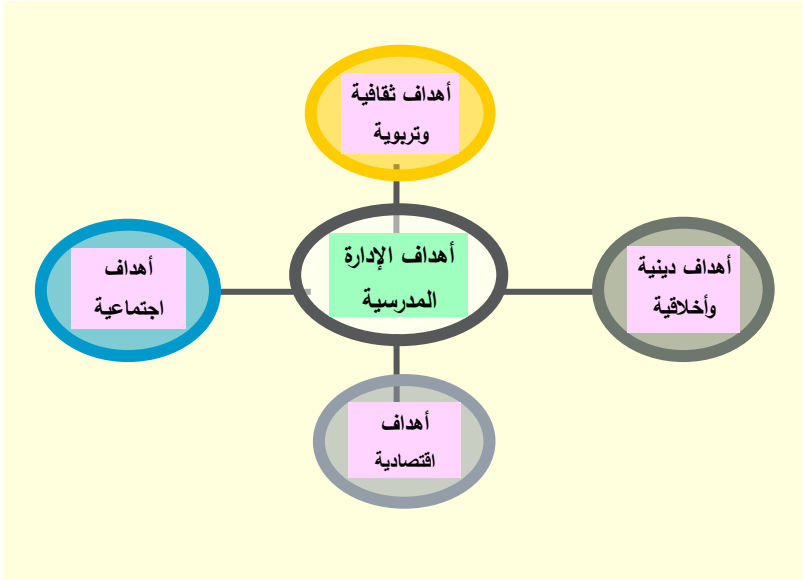 أهداف ثقافية
وتربوية
أهداف الإدارة
المدرسية
أهداف دينية
وأخلاقية
أهداف
اجتماعية
أهداف
اقتصادية